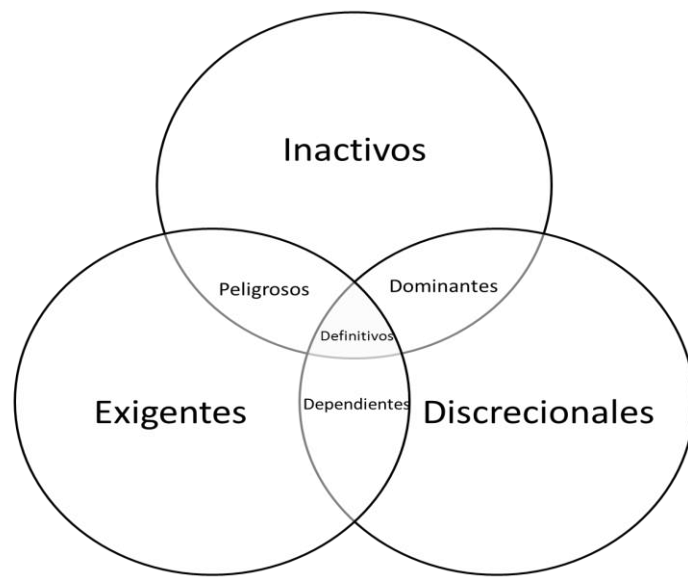 Inactivos
Peligrosos
Dominantes
Definitivos
Exigentes
Dependientes
Discrecionales